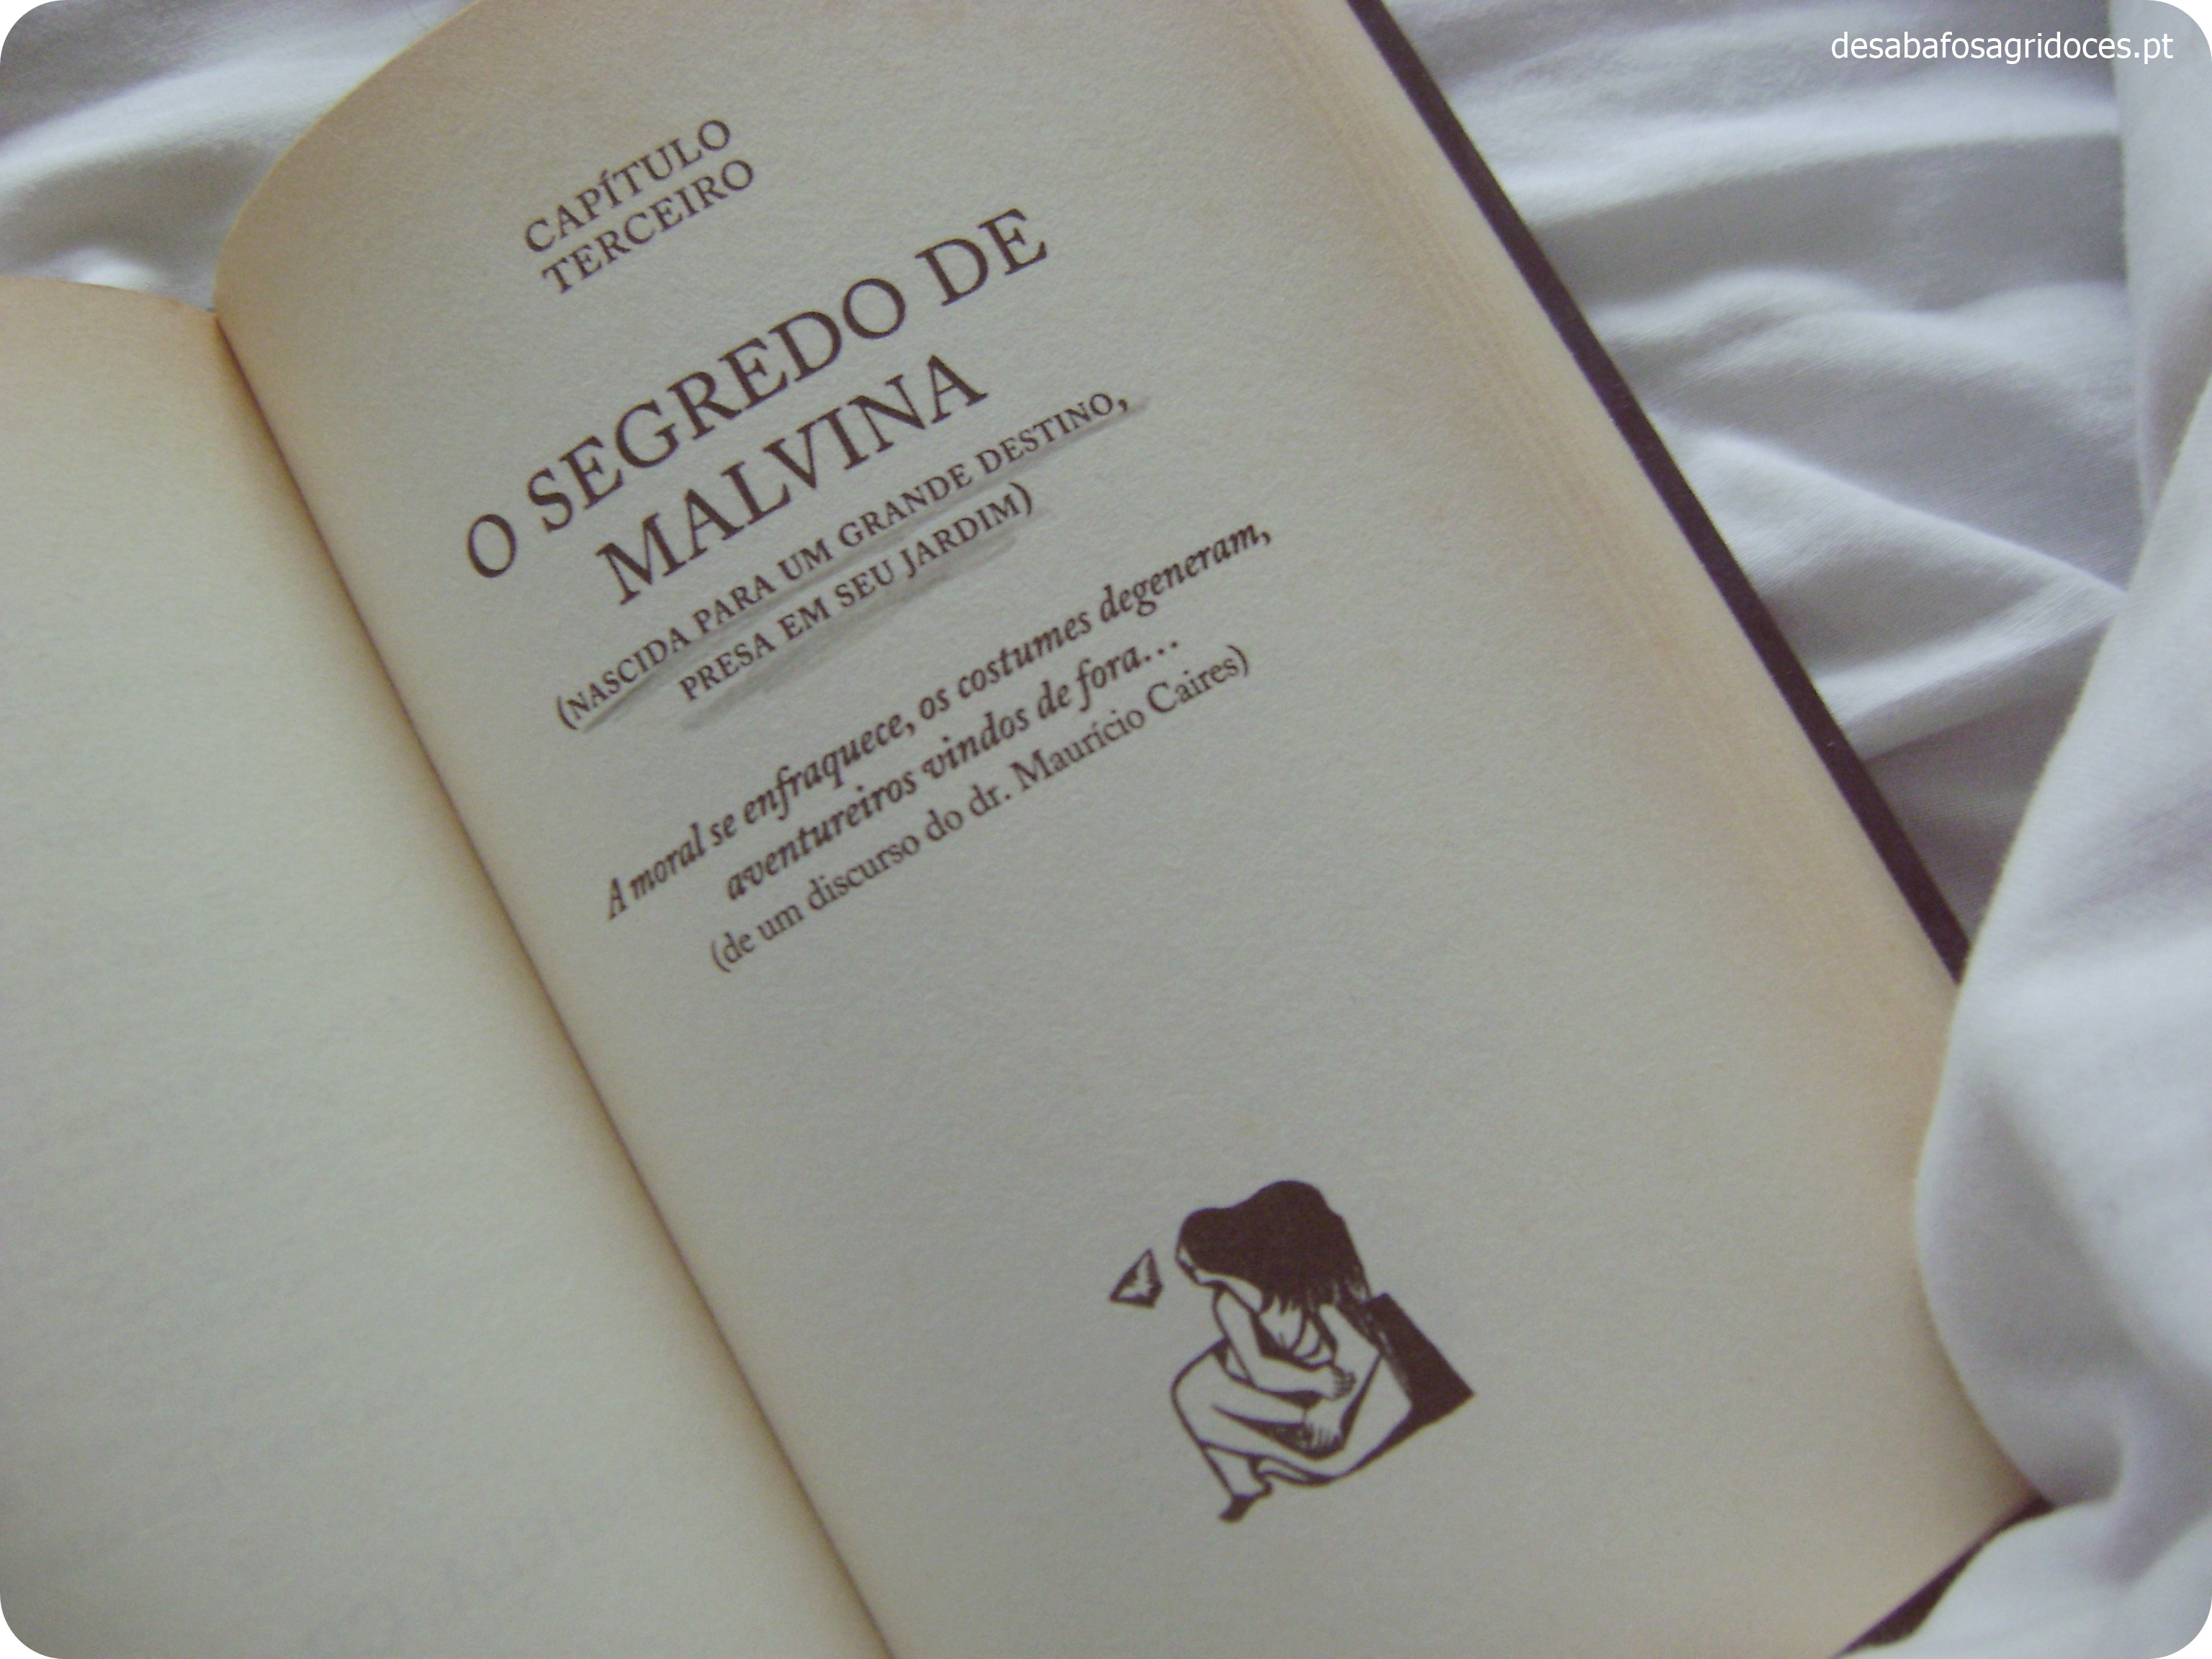 desabafosagridoces.pt
CAPÍTULO
TERCEIRO
O SEGREDO DE
MALVINA
(NASCIDA PARA UM GRANDE DESTINO,
PRESA EM SEU JARDIM)
A moral se enfraquece, os costumes degeneram,
aventureiros vindos de fora...
(de um discurso do dr. Maurício Caires)